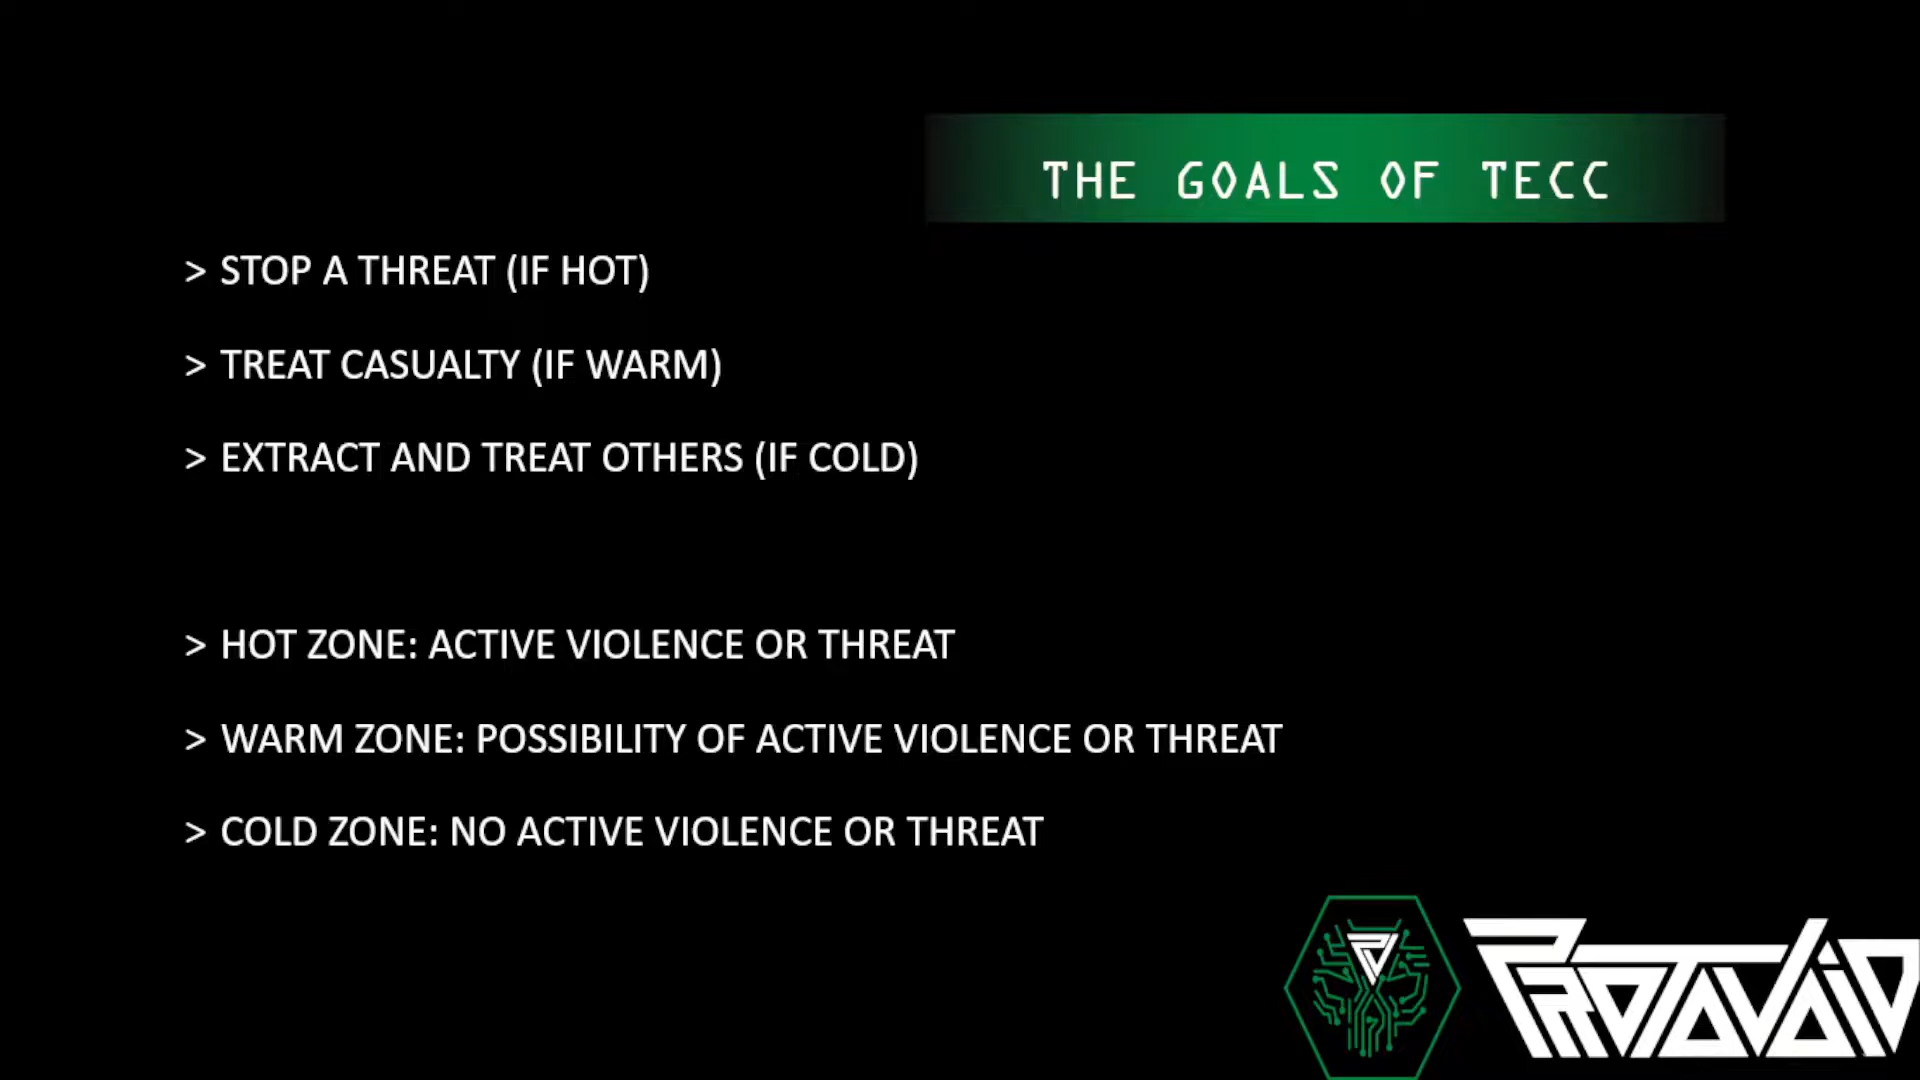 THE GOALS OF TECC
> STOP A THREAT (IF HOT)
> TREAT CASUALTY (IF WARM)
> EXTRACT AND TREAT OTHERS (IF COLD)
> HOT ZONE: ACTIVE VIOLENCE OR THREAT
> WARM ZONE: POSSIBILITY OF ACTIVE VIOLENCE OR THREAT
> COLD ZONE: NO ACTIVE VIOLENCE OR THREAT
PROTOVOID